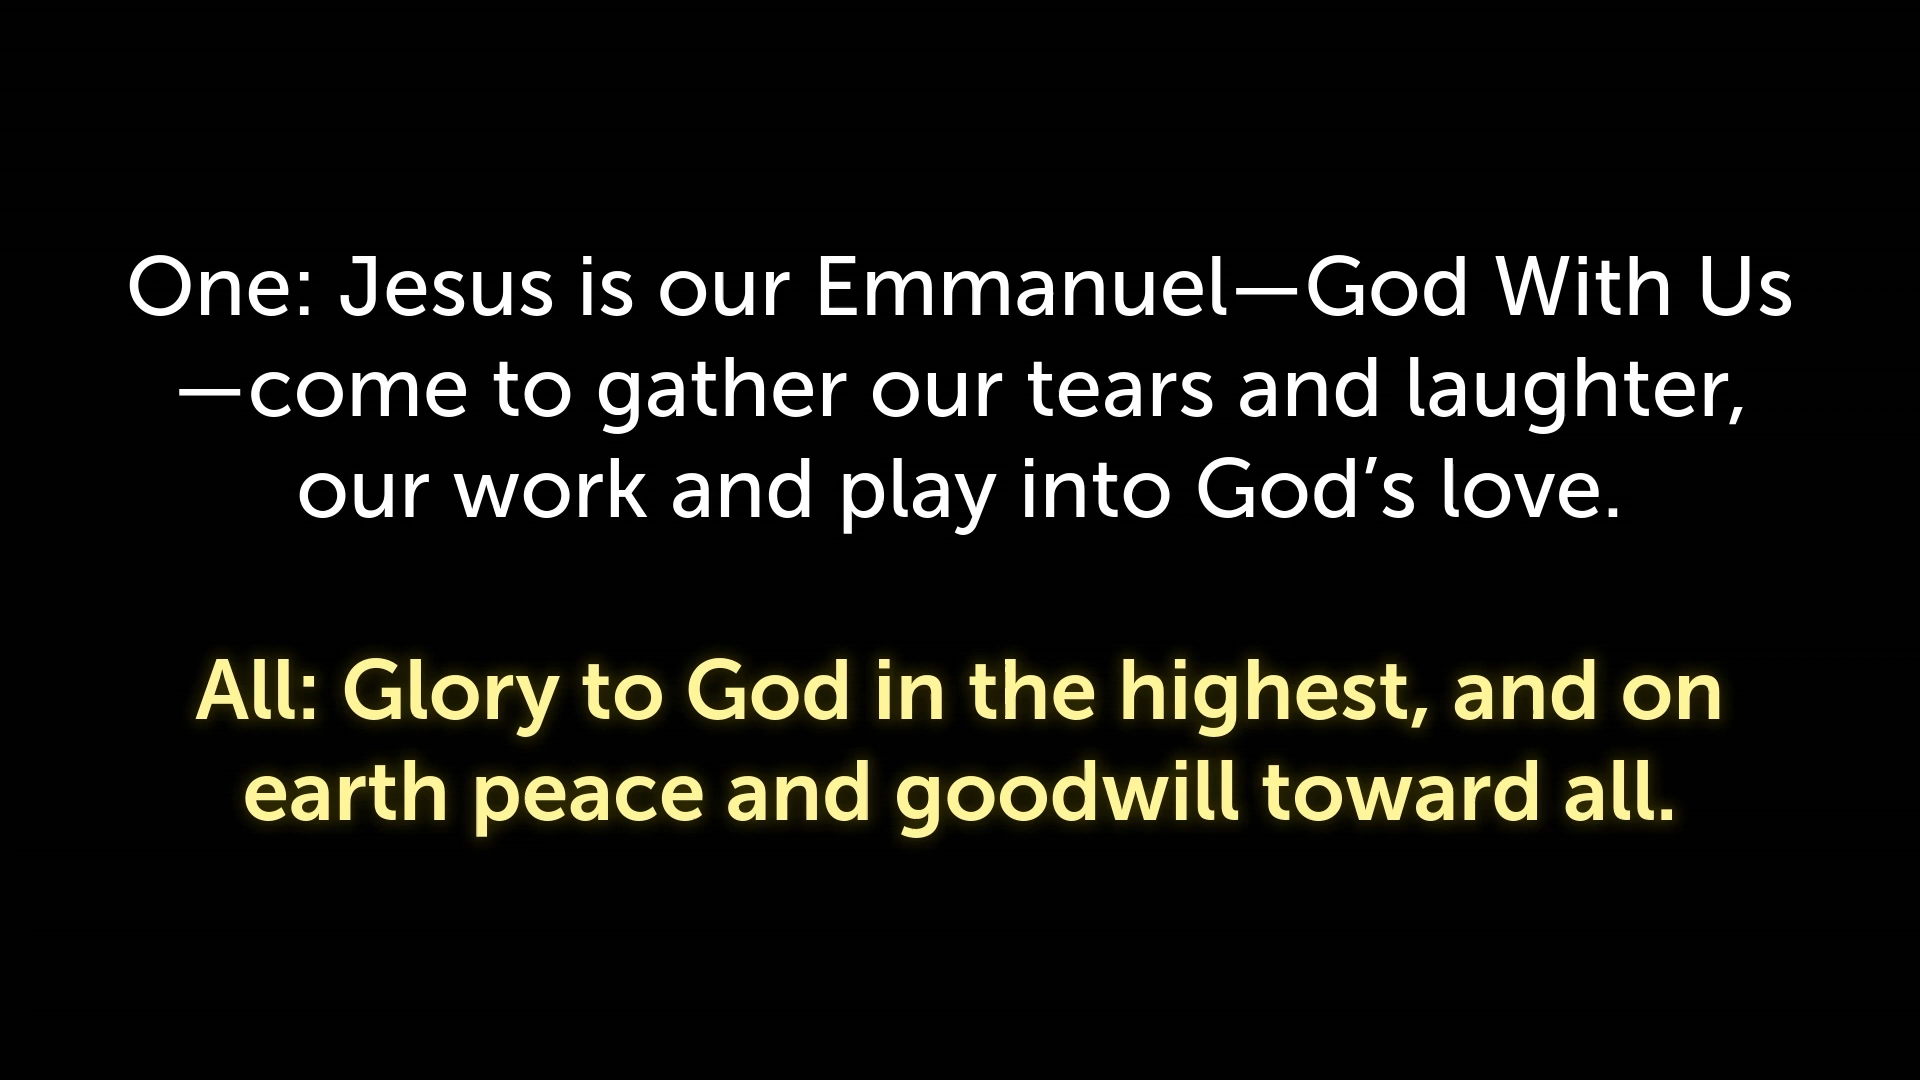 One: Jesus is our Emmanuel—God With Us
—come to gather our tears and laughter,
our work and play into God’s love.
All: Glory to God in the highest, and on
earth peace and goodwill toward all.